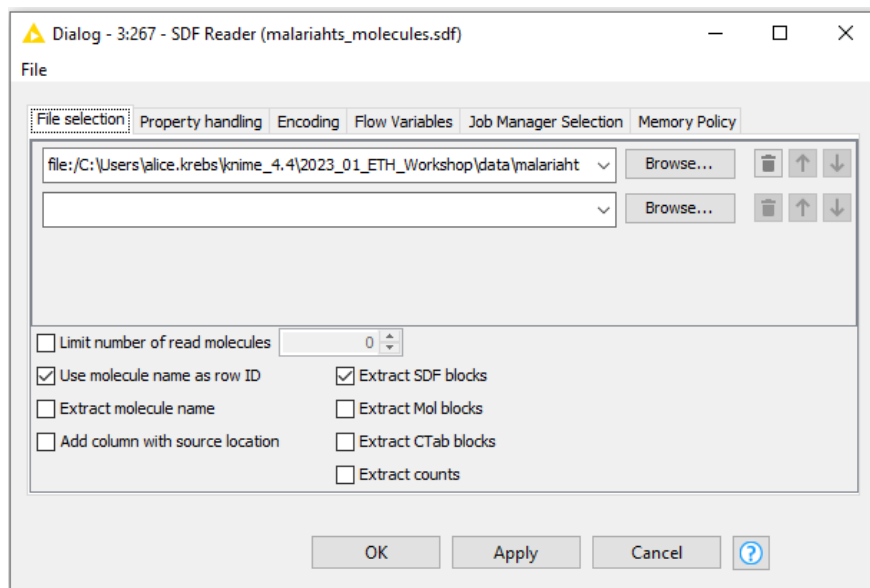 Dialog - 3:267 - SDF Reader (malariahts_molecules.sdf)
File
File selection Property handling Encoding Flow Variables Job Manager Selection Memory Policy
file:/C:\Users\alice.krebs\knime_4.4\2023_01_ETH_Workshop\data\malariaht Browse...
Browse...
Limit number of read molecules 0
Use molecule name as row ID Extract SDF blocks
Extract molecule name Extract Mol blocks
Add column with source location Extract CTab blocks
Extract counts
OK Apply Cancel ?